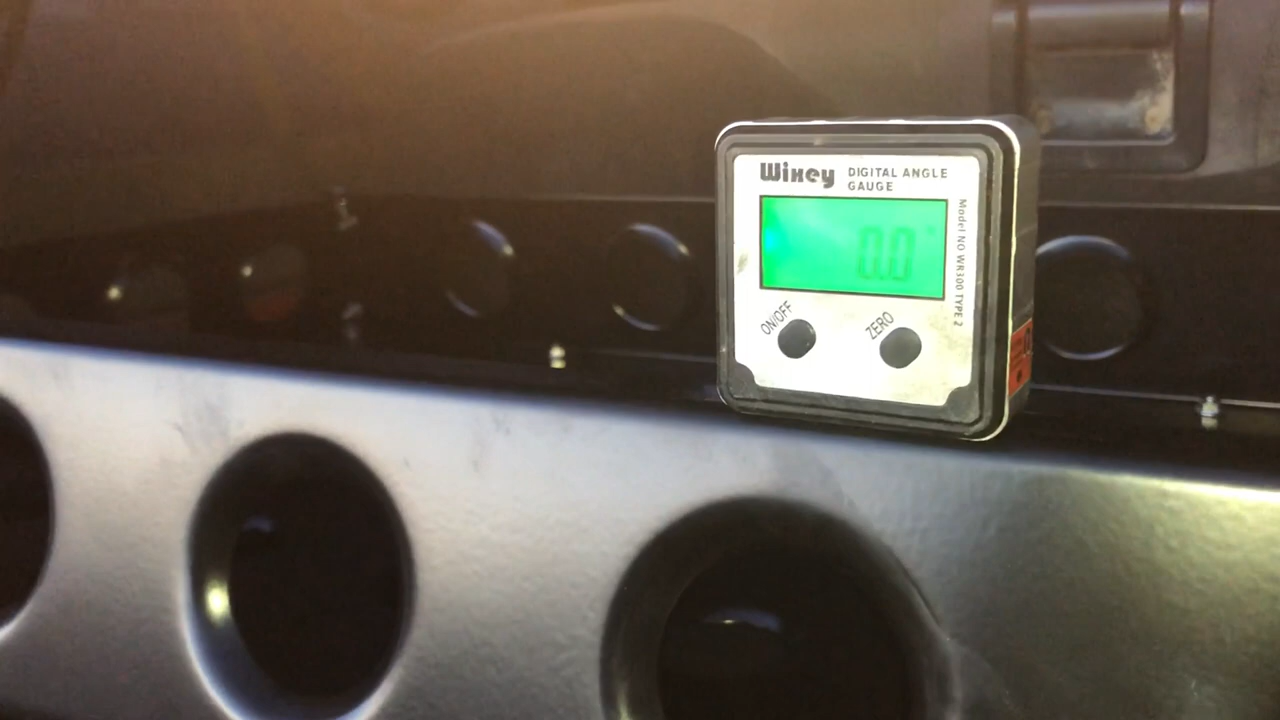 Wixey
DIGITAL ANGLE
GAUGE
0.0°
Model NO WR300 TYPE 2
ON/OFF
ZERO